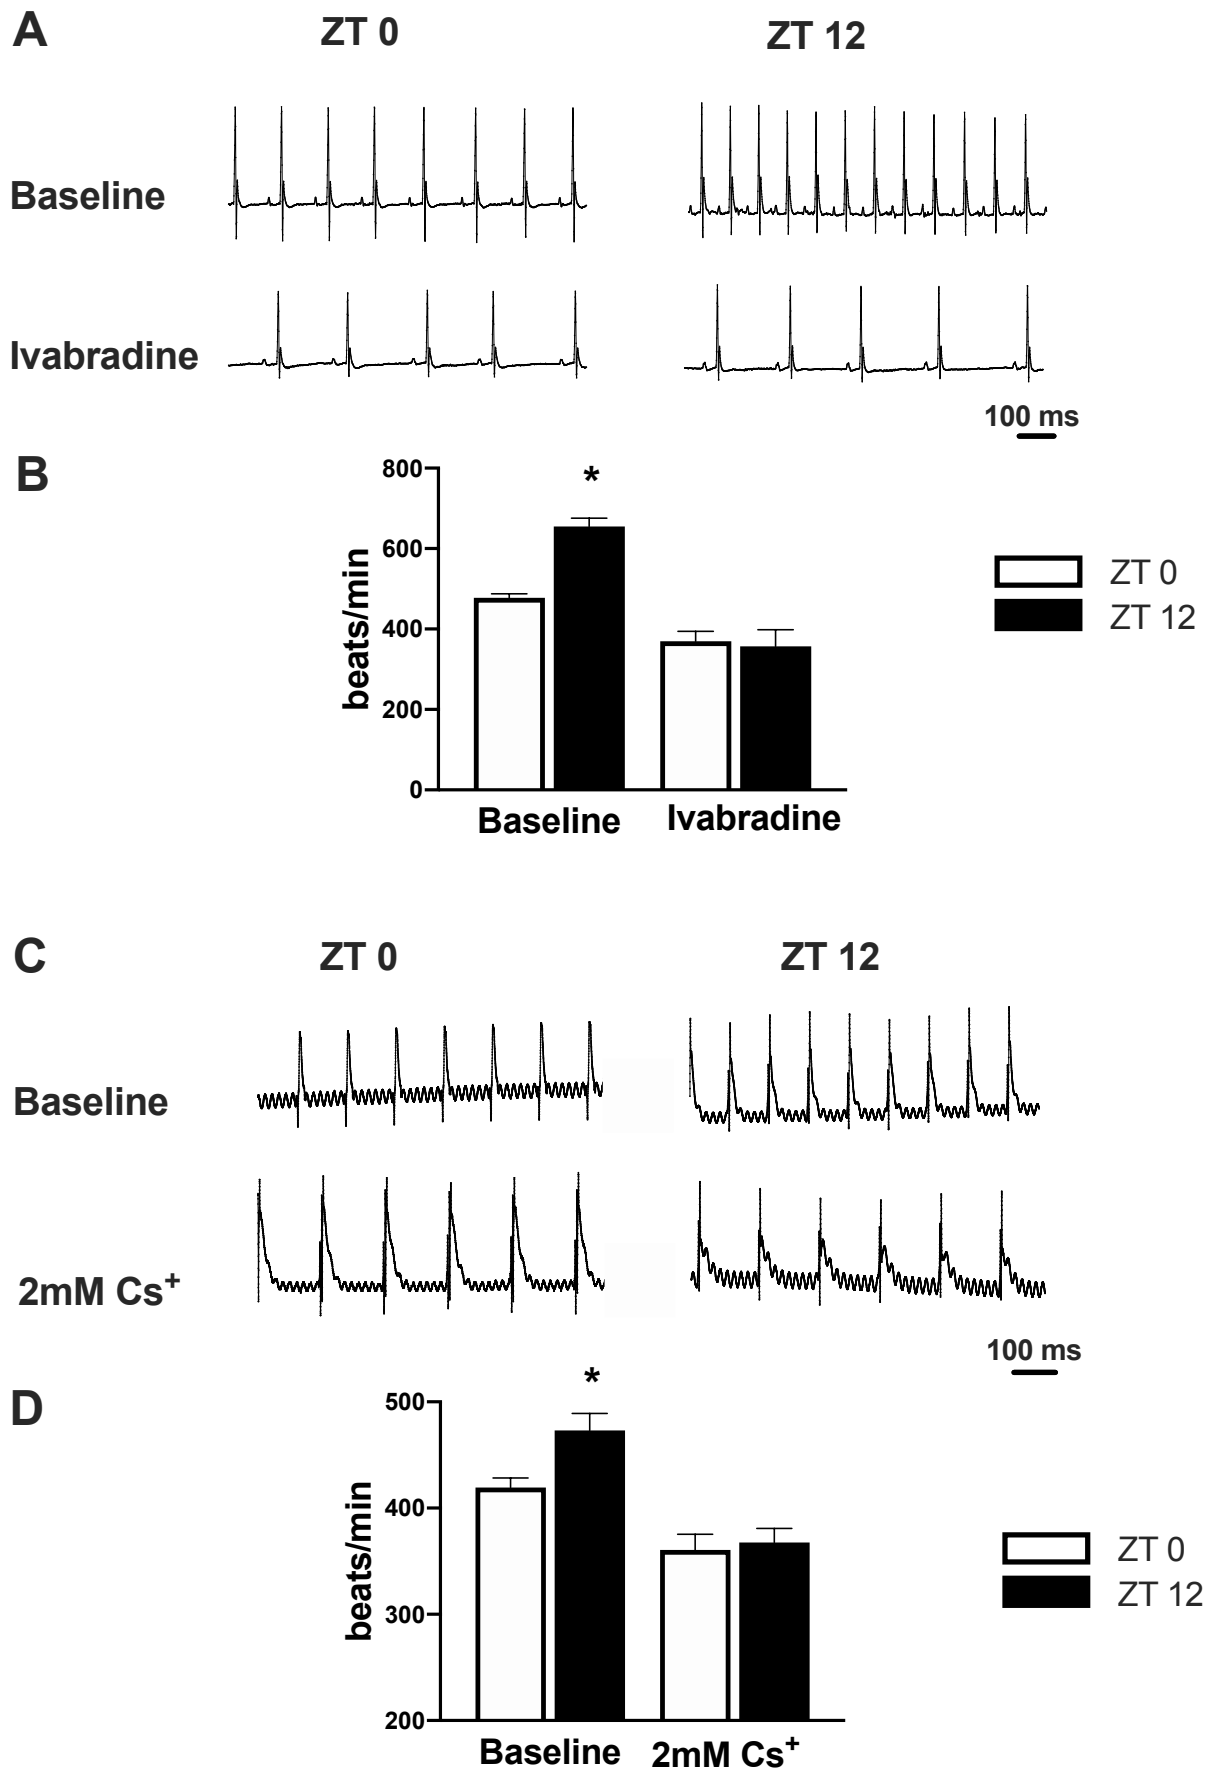 A
ZT 0
ZT 12
Baseline
Ivabradine
100 ms
B
800
600
400
200
0
beats/min
*
Baseline
Ivabradine
ZT 0
ZT 12
C
ZT 0
ZT 12
Baseline
2mM Cs⁺
100 ms
D
500
400
300
200
beats/min
*
Baseline
2mM Cs⁺
ZT 0
ZT 12